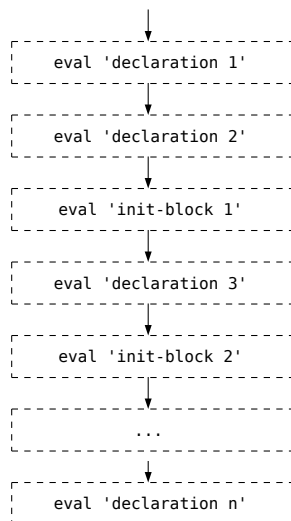 eval 'declaration 1'
eval 'declaration 2'
eval 'init-block 1'
eval 'declaration 3'
eval 'init-block 2'
...
eval 'declaration n'